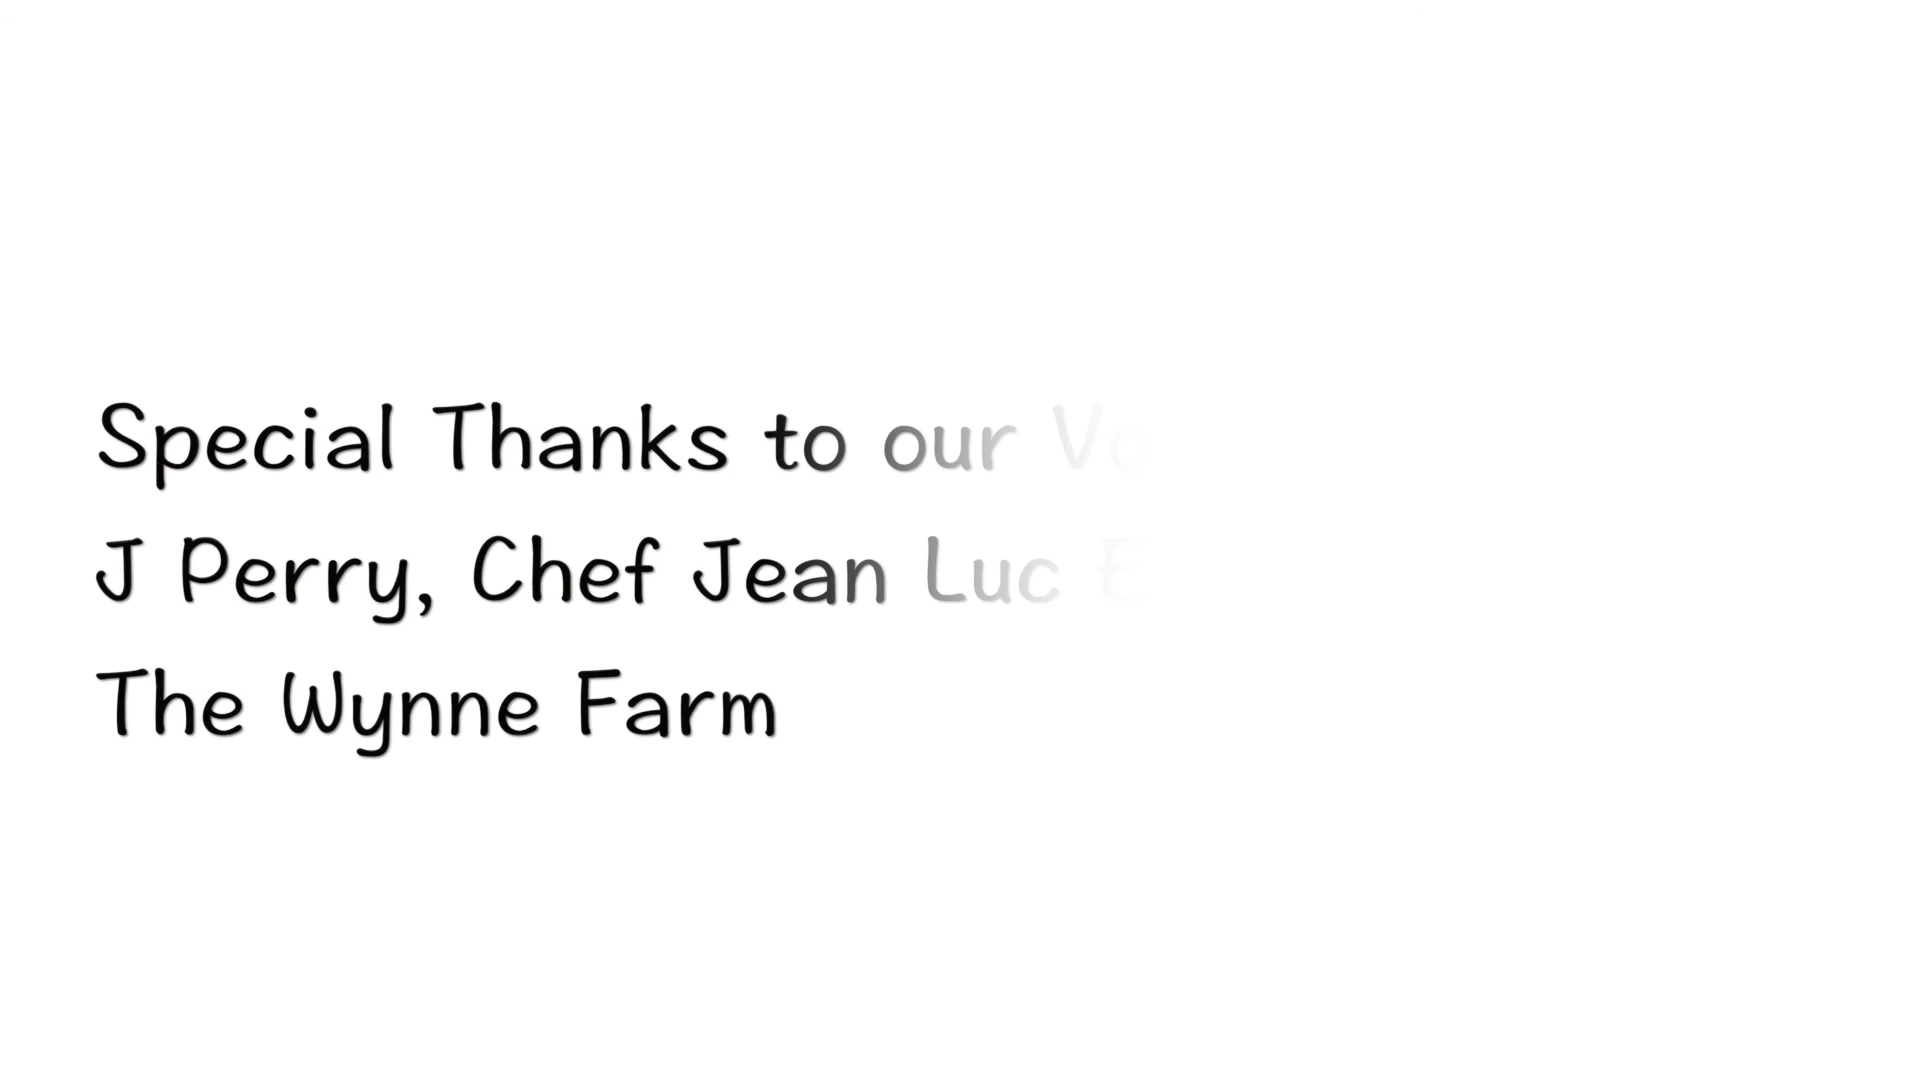 Special Thanks to our
J Perry, Chef Jean Luc
The Wynne Farm